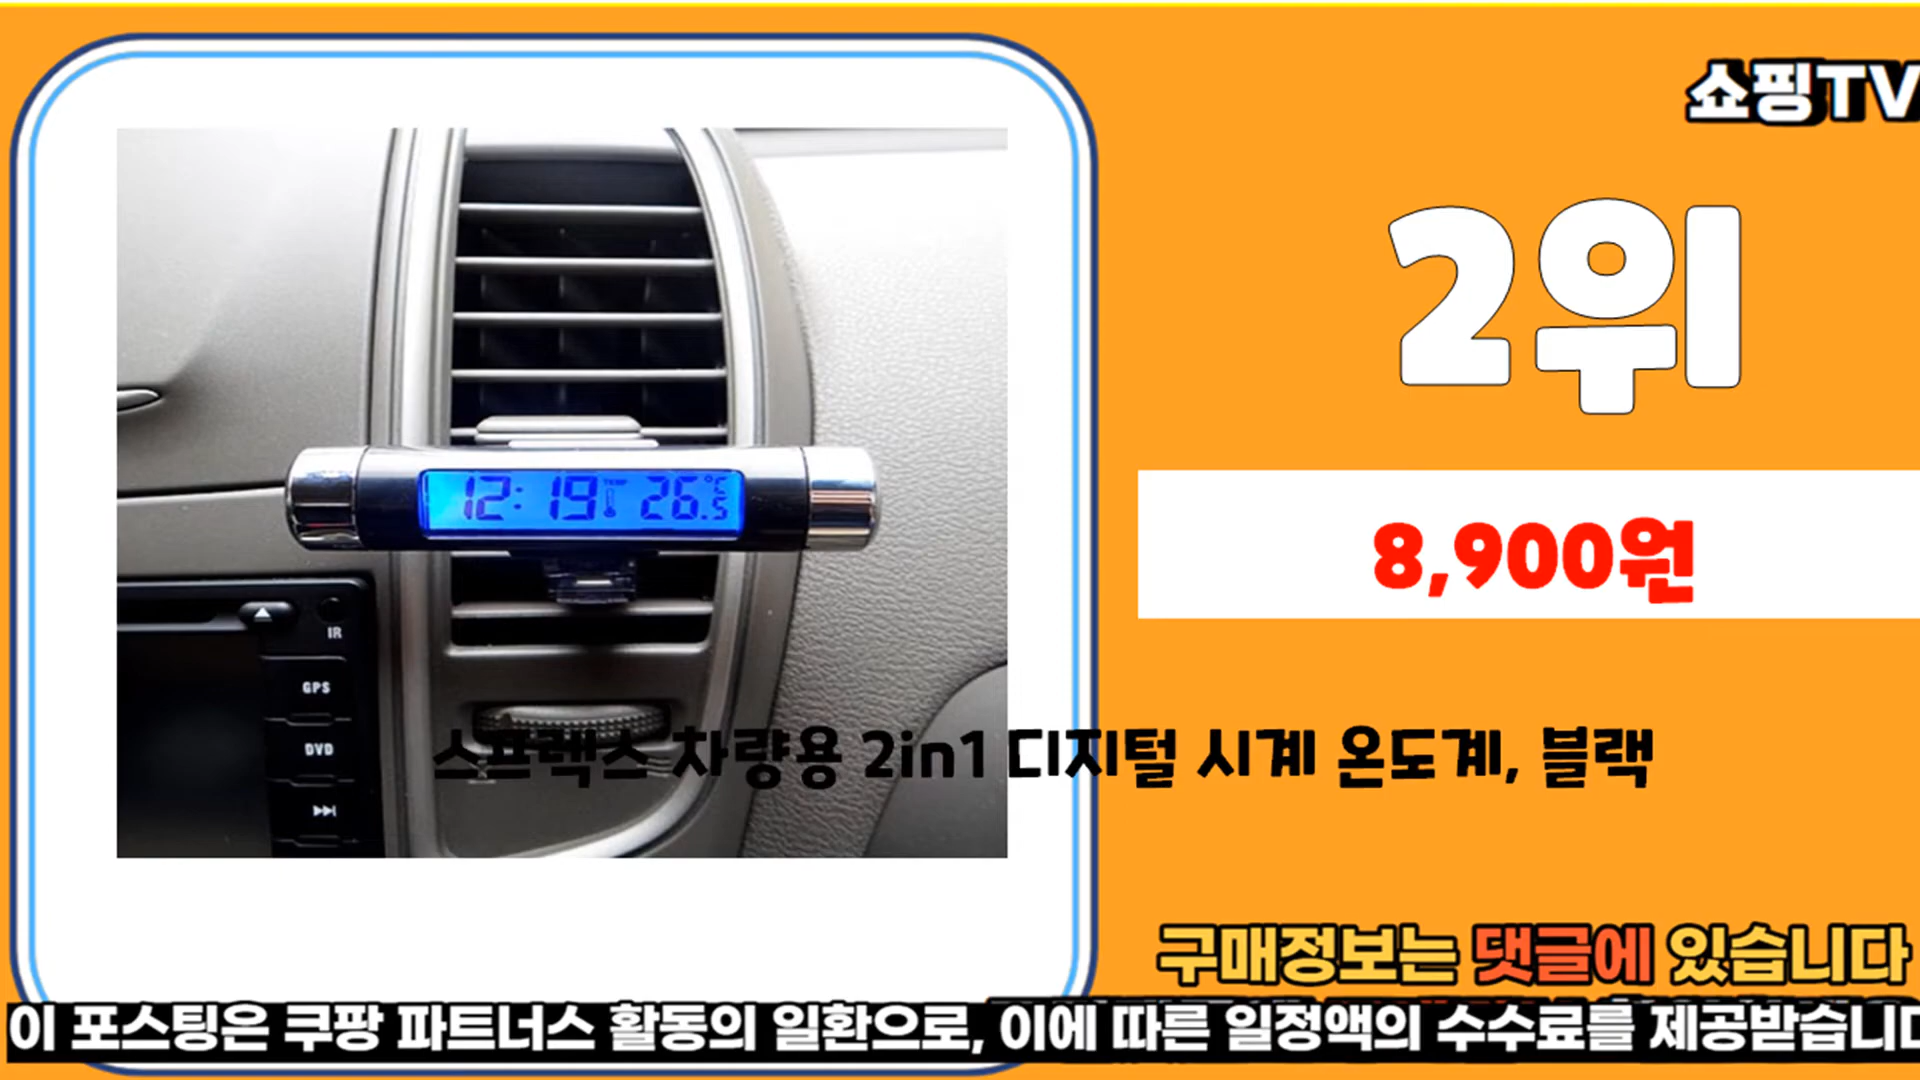 쇼핑TV
2위
12:19 TEMP 26.5 °C
8,900원
IR
GPS
DVD
스프렉스 차량용 2in1 디지털 시계 온도계, 블랙
구매정보는 댓글에 있습니다
이 포스팅은 쿠팡 파트너스 활동의 일환으로, 이에 따른 일정액의 수수료를 제공받습니다